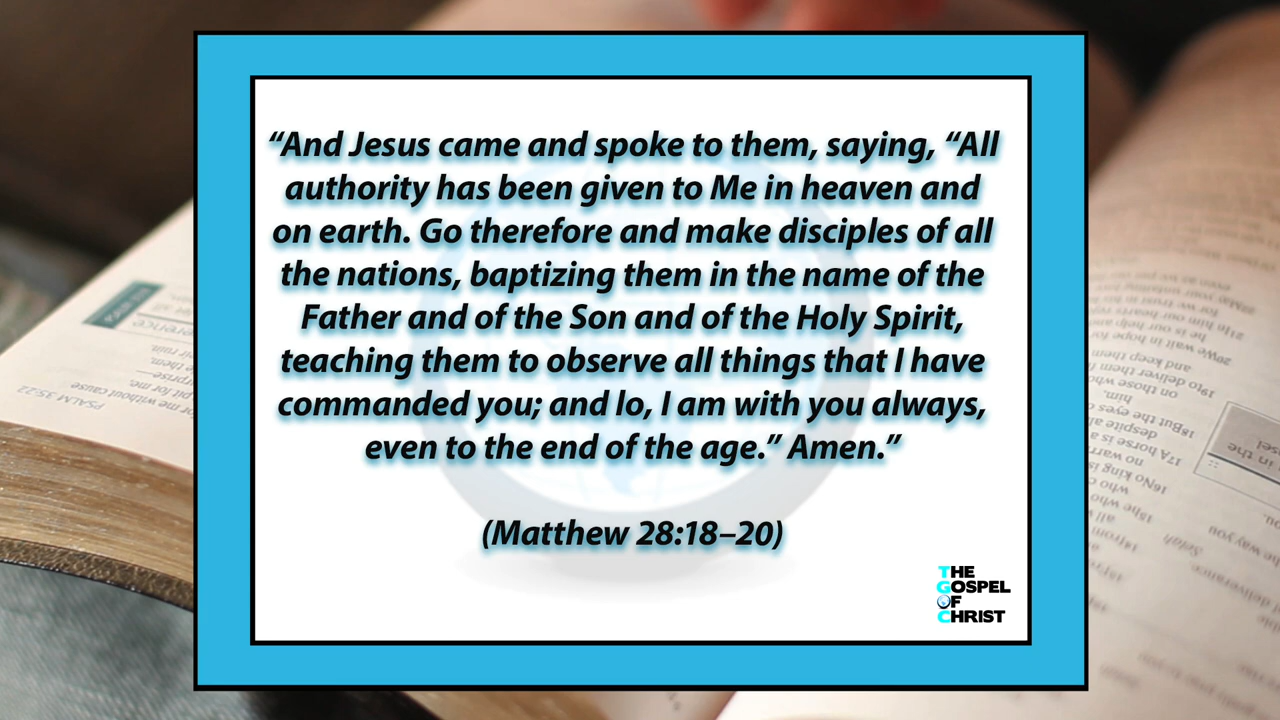 “And Jesus came and spoke to them, saying, “All
authority has been given to Me in heaven and
on earth. Go therefore and make disciples of all
the nations, baptizing them in the name of the
Father and of the Son and of the Holy Spirit,
teaching them to observe all things that I have
commanded you; and lo, I am with you always,
even to the end of the age.” Amen.”
(Matthew 28:18–20)
THE
GOSPEL
OF
CHRIST
PSALM 35:22